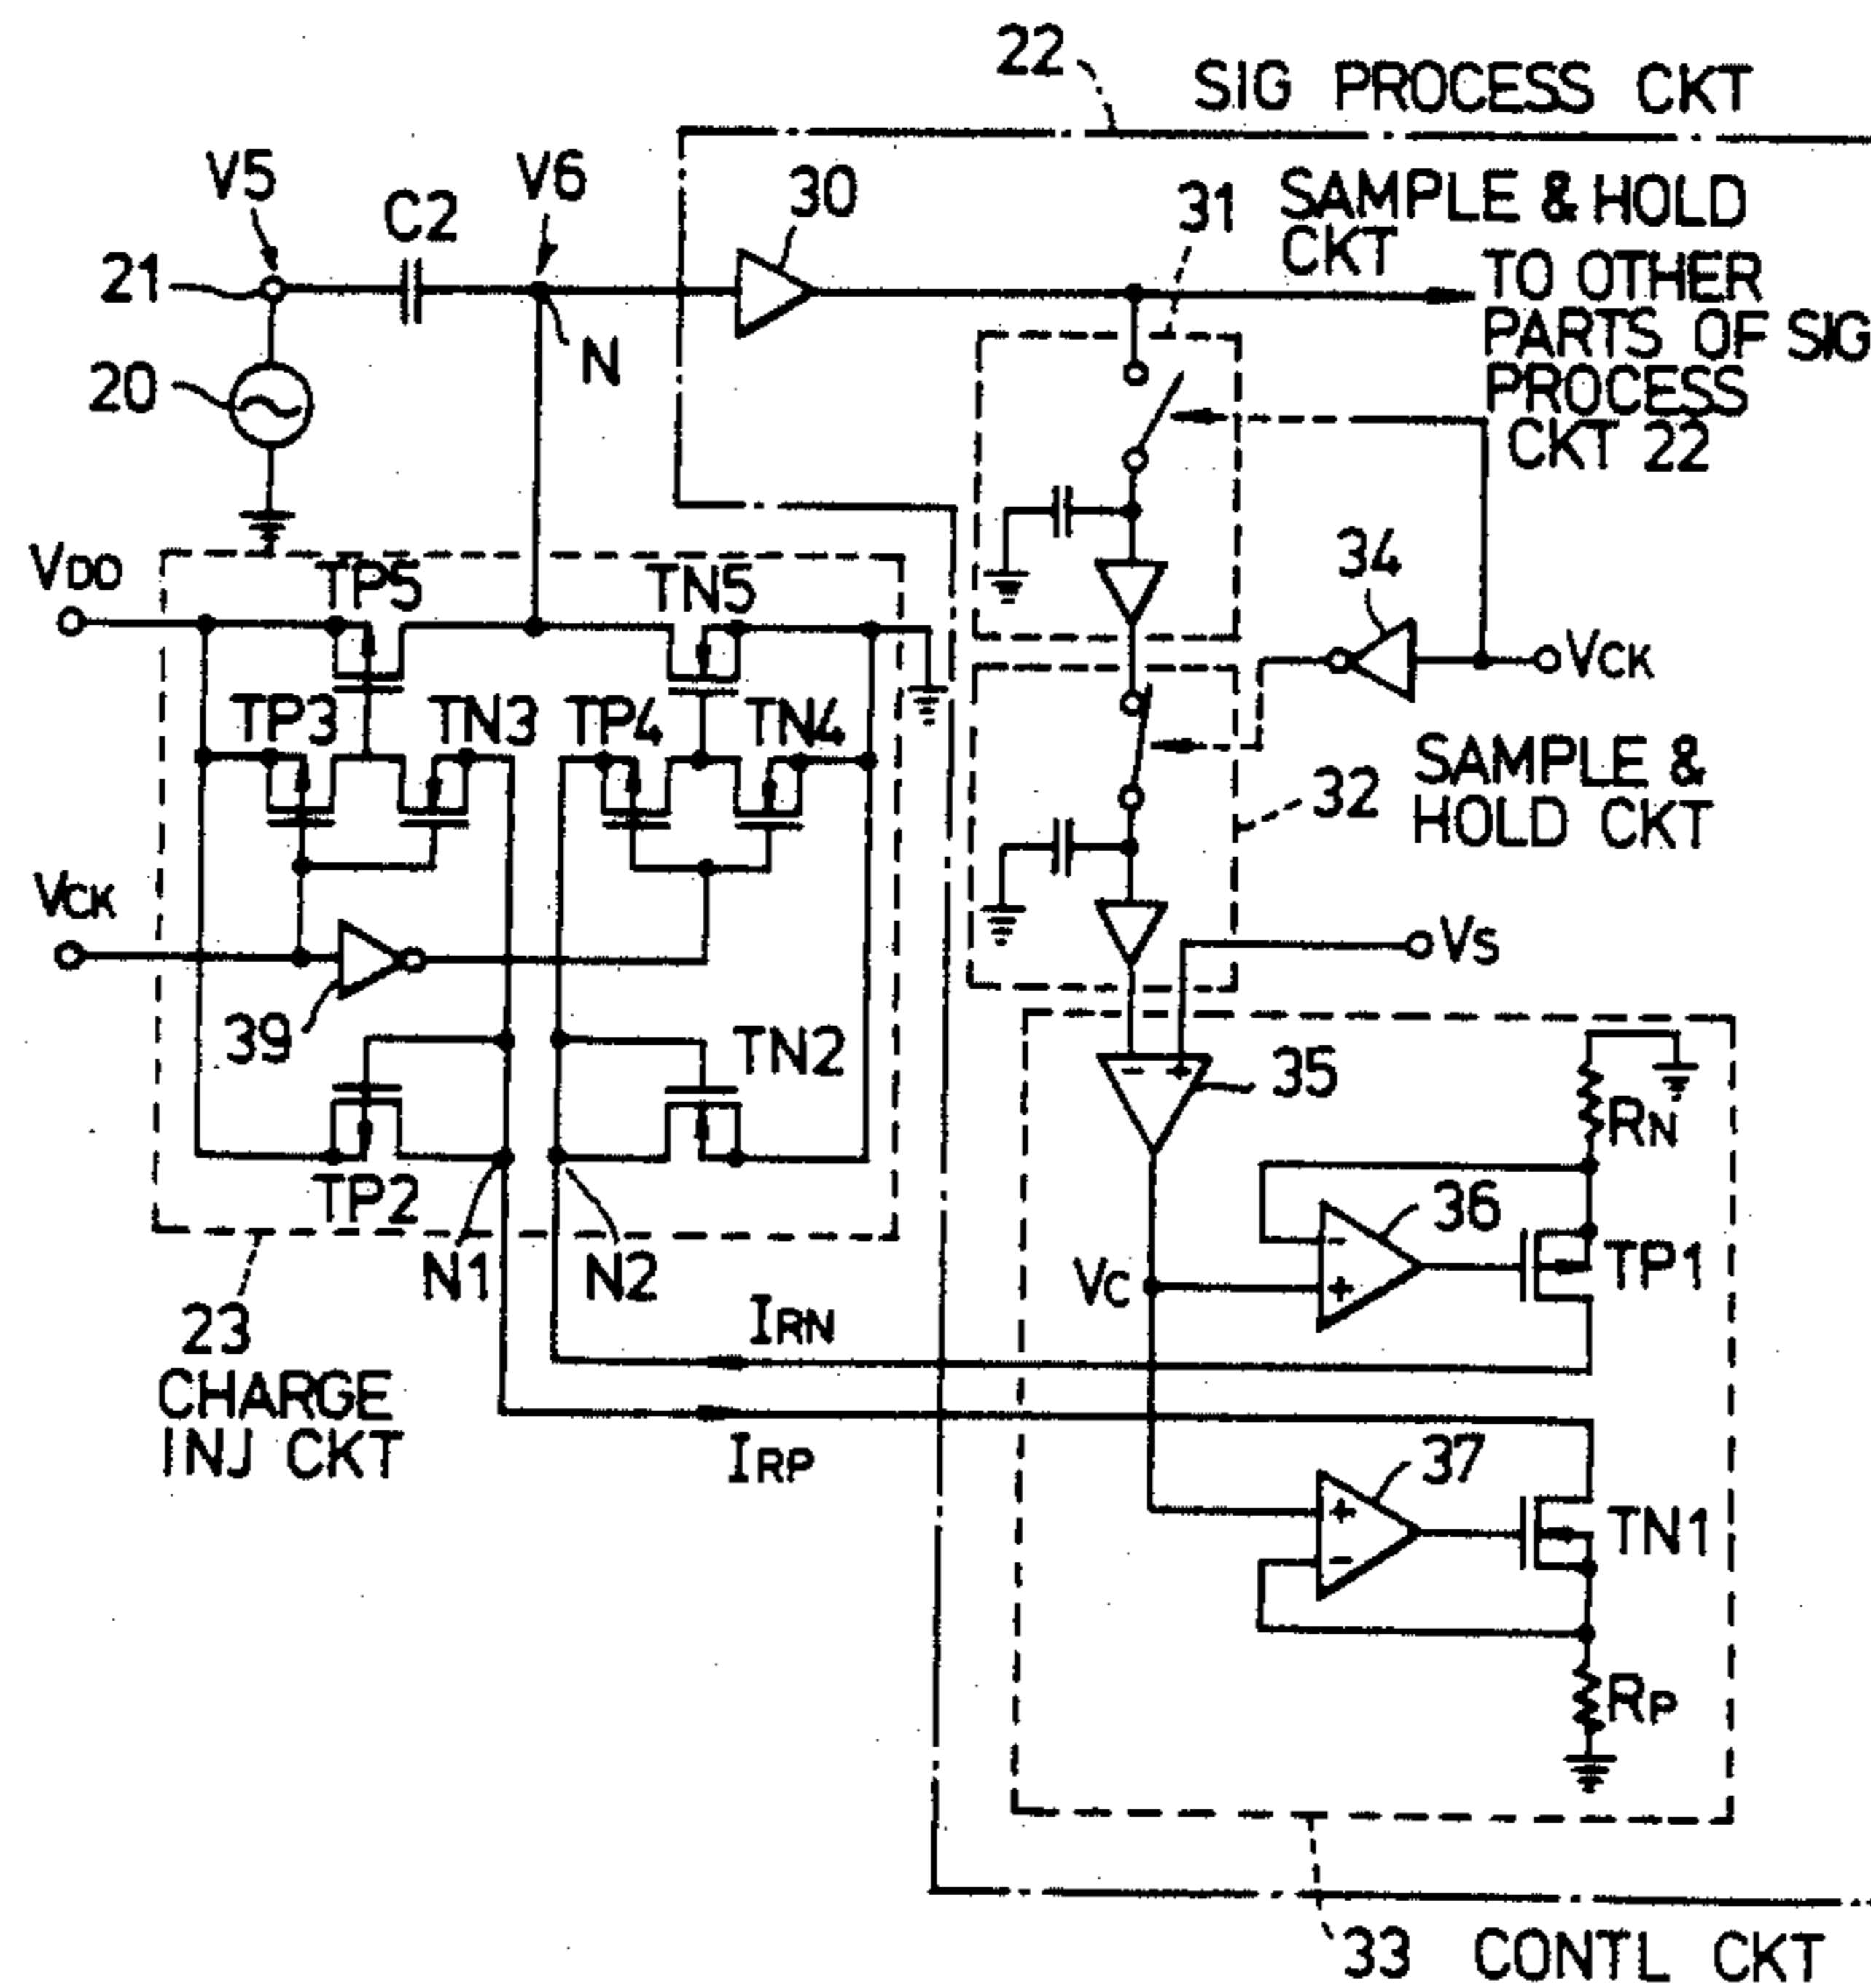 22
SIG PROCESS CKT
V5
C2
V6
30
31
SAMPLE & HOLD
CKT
21
N
TO OTHER
PARTS OF SIG
PROCESS
CKT 22
20
34
VDD
TP5
TN5
VCK
TP3
TN3
TP4
TN4
32
SAMPLE &
HOLD CKT
VCK
VS
39
TN2
- +
35
RN
TP2
36
-
+
TP1
N1
N2
VC
23
CHARGE
INJ CKT
IRN
IRP
37
+
-
TN1
RP
33 CONTL CKT